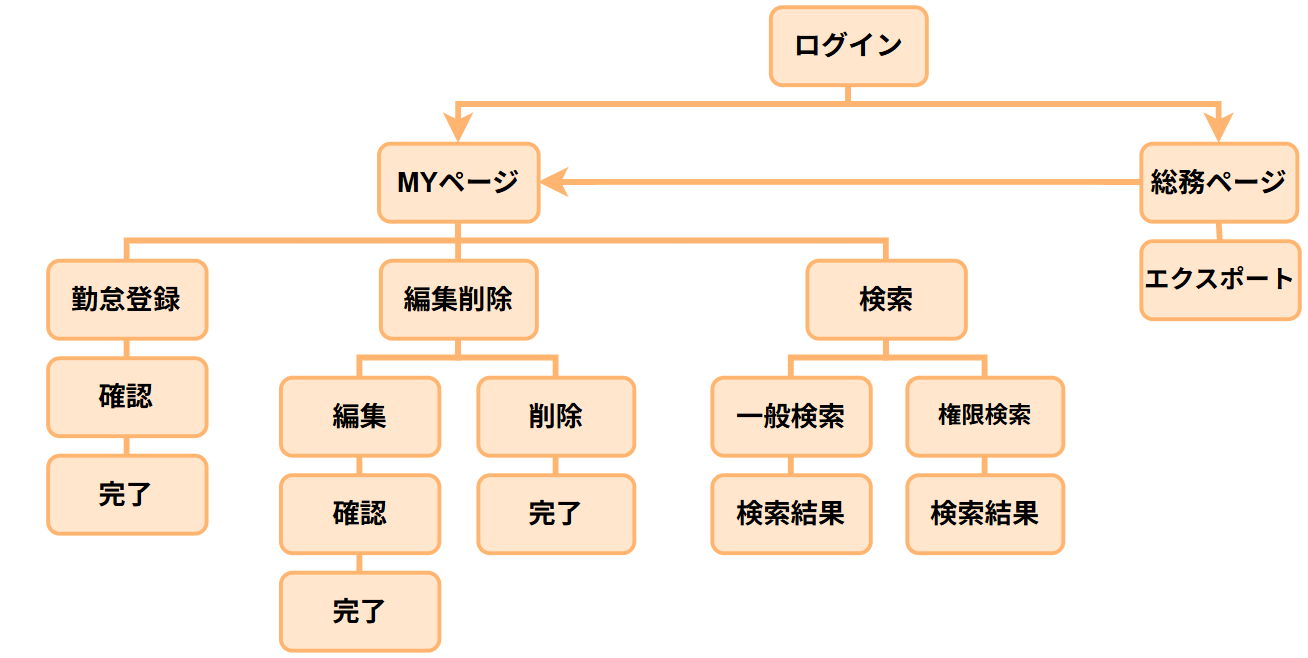 ログイン
MYページ
総務ページ
勤怠登録
編集削除
検索
エクスポート
確認
編集
削除
一般検索
権限検索
完了
確認
完了
検索結果
検索結果
完了